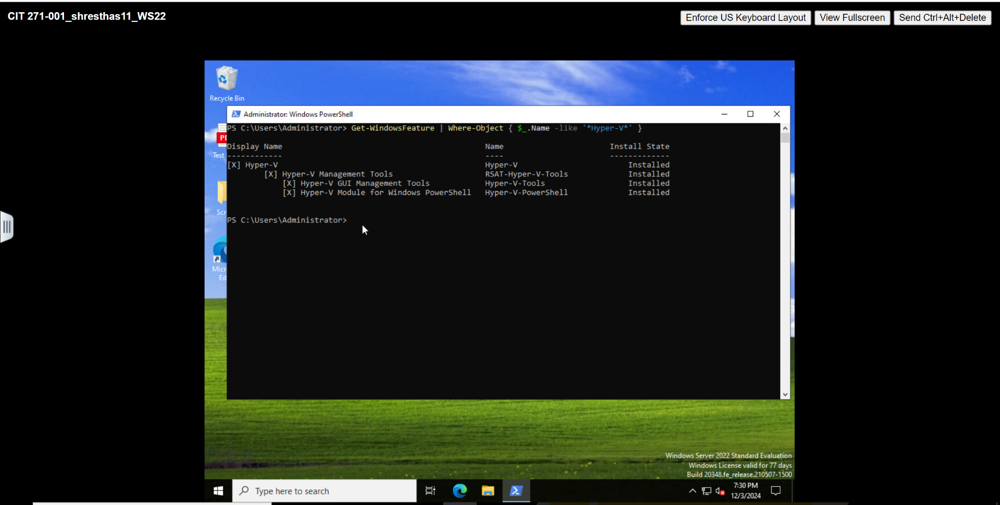 CIT 271-001_shresthas11_WS22
Enforce US Keyboard Layout
View Fullscreen
Send Ctrl+Alt+Delete
Recycle Bin
Administrator: Windows PowerShell
PS C:\Users\Administrator> Get-WindowsFeature | Where-Object { $_.Name -like '*Hyper-V*' }
Display Name Name Install State
------------ ---- -------------
[X] Hyper-V Hyper-V Installed
[X] Hyper-V Management Tools RSAT-Hyper-V-Tools Installed
[X] Hyper-V GUI Management Tools Hyper-V-Tools Installed
[X] Hyper-V Module for Windows PowerShell Hyper-V-PowerShell Installed
PS C:\Users\Administrator>
Test
Scr
Micr
Ed
Windows Server 2022 Standard Evaluation
Windows License valid for 77 days
Build 20348.fe_release.210507-1500
Type here to search
7:30 PM
12/3/2024